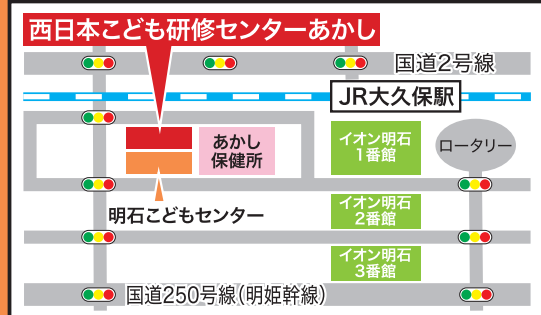 西日本こども研修センターあかし
国道2号線
JR大久保駅
あかし
保健所
イオン明石
1番館
ロータリー
明石こどもセンター
イオン明石
2番館
イオン明石
3番館
国道250号線(明姫幹線)